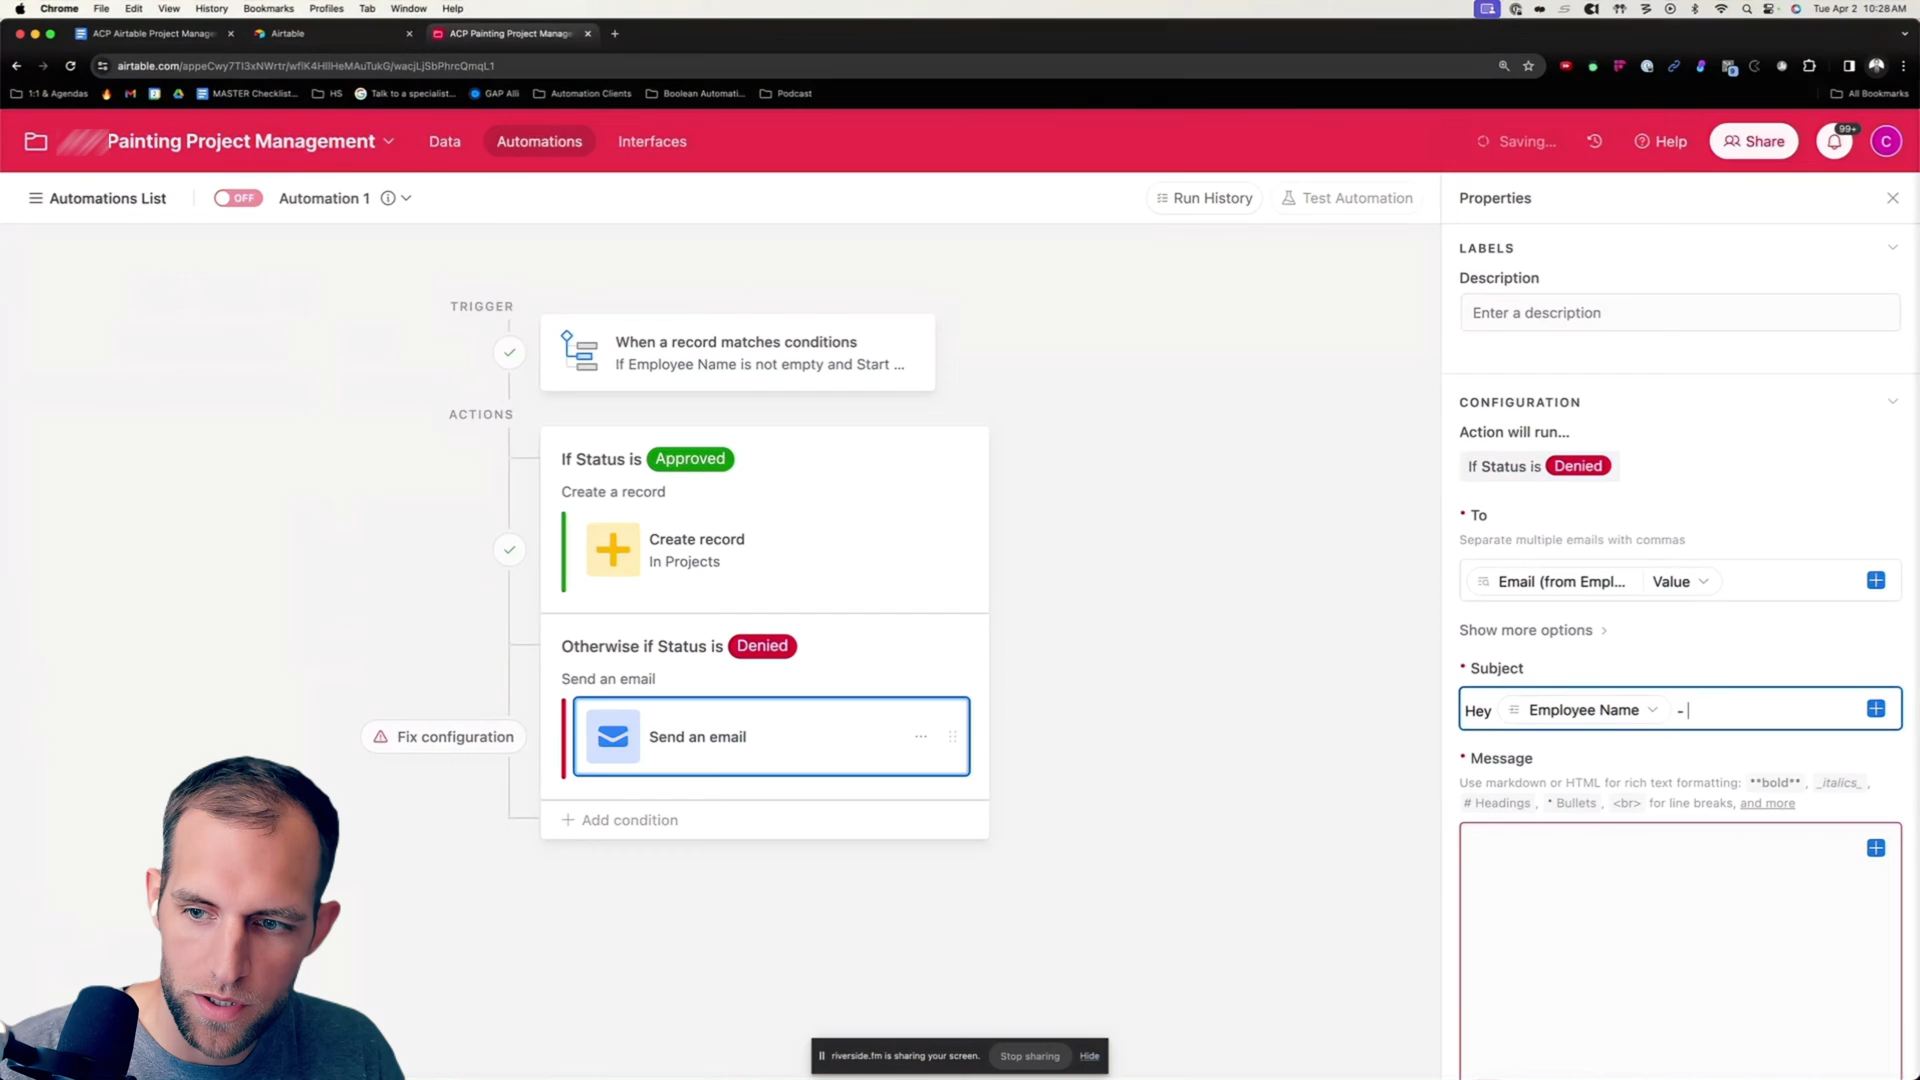 Chrome File Edit View History Bookmarks Profiles Tab Window Help
Tue Apr 2 10:28 AM
ACP Airtable Project Manage
Airtable
ACP Painting Project Manage
airtable.com/appeCwy7TI3xNWrtr/wflK4HllHeMAuTukG/wacjLjSbPhrcQmqL1
1:1 & Agendas
MASTER Checklist...
HS
Talk to a specialist...
GAP Alli
Automation Clients
Boolean Automati...
Podcast
All Bookmarks
Painting Project Management
Data
Automations
Interfaces
Saving...
Help
Share
99+
C
Automations List
OFF
Automation 1
Run History
Test Automation
Properties
LABELS
Description
Enter a description
TRIGGER
When a record matches conditions
If Employee Name is not empty and Start ...
ACTIONS
If Status is Approved
Create a record
Create record
In Projects
Otherwise if Status is Denied
Send an email
Send an email
Fix configuration
Add condition
CONFIGURATION
Action will run...
If Status is Denied
* To
Separate multiple emails with commas
Email (from Empl... Value
Show more options
* Subject
Hey Employee Name -
* Message
Use markdown or HTML for rich text formatting: **bold** , _italics_ ,
# Headings , * Bullets , <br> for line breaks, and more
riverside.fm is sharing your screen.
Stop sharing
Hide